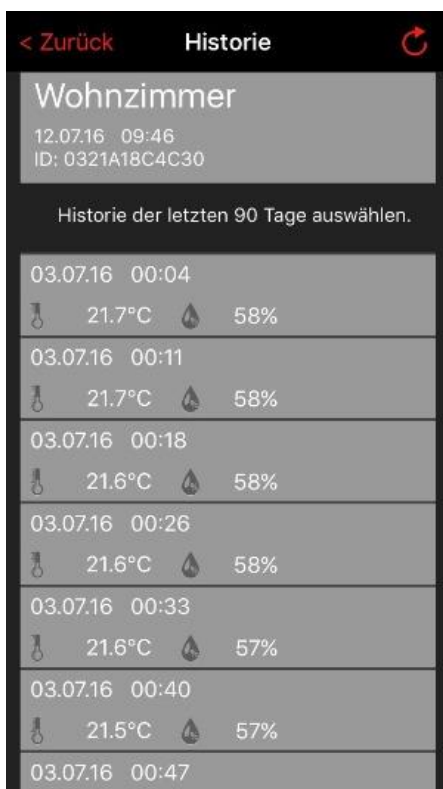 < Zurück Historie
Wohnzimmer
12.07.16 09:46
ID: 0321A18C4C30
Historie der letzten 90 Tage auswählen.
03.07.16 00:04
21.7°C 58%
03.07.16 00:11
21.7°C 58%
03.07.16 00:18
21.6°C 58%
03.07.16 00:26
21.6°C 58%
03.07.16 00:33
21.6°C 57%
03.07.16 00:40
21.5°C 57%
03.07.16 00:47